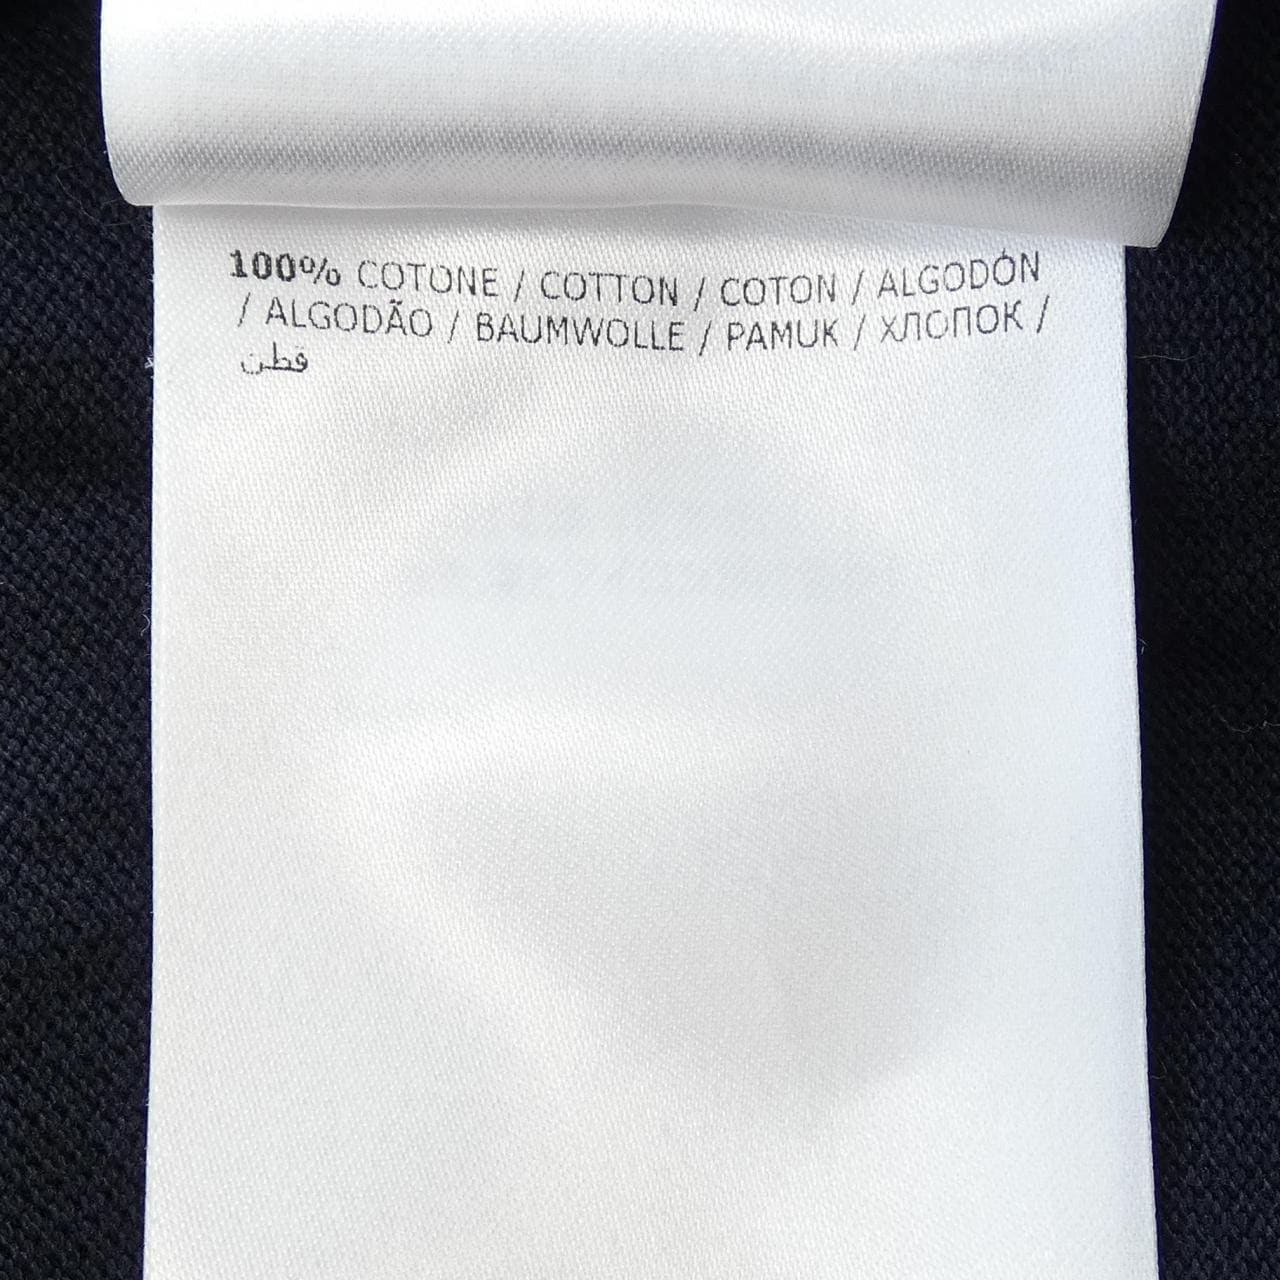 100% COTONE / COTTON / COTON / ALGODÓN
/ ALGODÃO / BAUMWOLLE / PAMUK / ХЛОПОК /
قطن